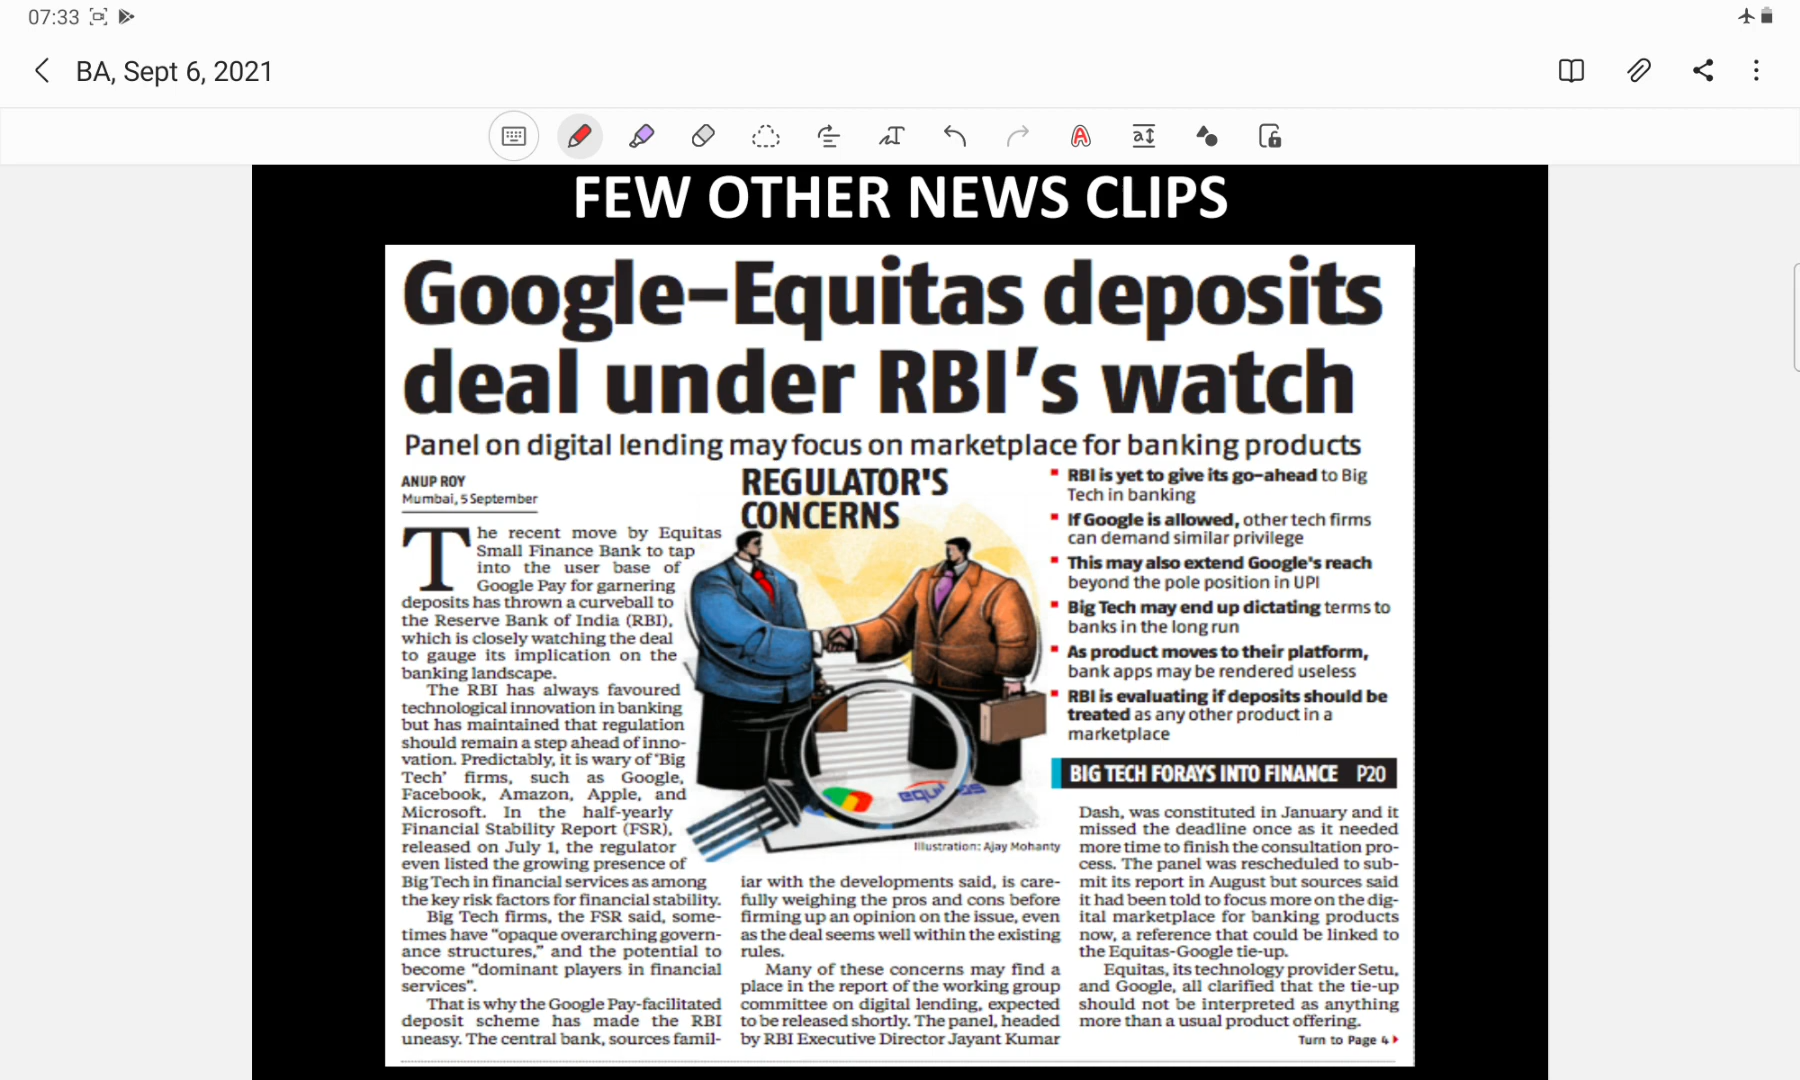 07:33
BA, Sept 6, 2021
FEW OTHER NEWS CLIPS
Google–Equitas deposits
deal under RBI's watch
Panel on digital lending may focus on marketplace for banking products
ANUP ROY
Mumbai, 5 September
The recent move by Equitas
Small Finance Bank to tap
into the user base of
Google Pay for garnering
deposits has thrown a curveball to
the Reserve Bank of India (RBI),
which is closely watching the deal
to gauge its implication on the
banking landscape.
The RBI has always favoured
technological innovation in banking
but has maintained that regulation
should remain a step ahead of inno-
vation. Predictably, it is wary of 'Big
Tech' firms, such as Google,
Facebook, Amazon, Apple, and
Microsoft. In the half-yearly
Financial Stability Report (FSR),
released on July 1, the regulator
even listed the growing presence of
Big Tech in financial services as among
the key risk factors for financial stability.
Big Tech firms, the FSR said, some-
times have "opaque overarching govern-
ance structures," and the potential to
become "dominant players in financial
services".
That is why the Google Pay-facilitated
deposit scheme has made the RBI
uneasy. The central bank, sources famil-
REGULATOR'S
CONCERNS
equitas
Illustration: Ajay Mohanty
iar with the developments said, is care-
fully weighing the pros and cons before
firming up an opinion on the issue, even
as the deal seems well within the existing
rules.
Many of these concerns may find a
place in the report of the working group
committee on digital lending, expected
to be released shortly. The panel, headed
by RBI Executive Director Jayant Kumar
RBI is yet to give its go-ahead to Big
Tech in banking
If Google is allowed, other tech firms
can demand similar privilege
This may also extend Google's reach
beyond the pole position in UPI
Big Tech may end up dictating terms to
banks in the long run
As product moves to their platform,
bank apps may be rendered useless
RBI is evaluating if deposits should be
treated as any other product in a
marketplace
BIG TECH FORAYS INTO FINANCE P20
Dash, was constituted in January and it
missed the deadline once as it needed
more time to finish the consultation pro-
cess. The panel was rescheduled to sub-
mit its report in August but sources said
it had been told to focus more on the dig-
ital marketplace for banking products
now, a reference that could be linked to
the Equitas-Google tie-up.
Equitas, its technology provider Setu,
and Google, all clarified that the tie-up
should not be interpreted as anything
more than a usual product offering.
Turn to Page 4